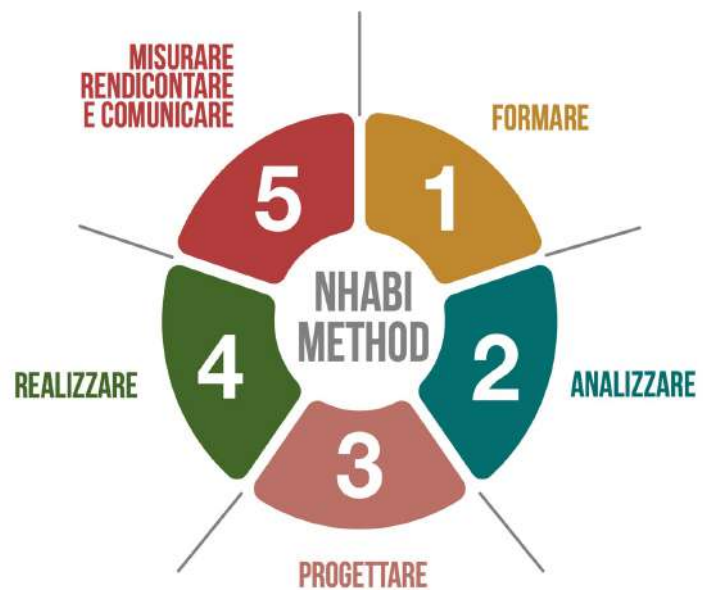 MISURARE
RENDICONTARE
E COMUNICARE
FORMARE
5
1
NHABI
METHOD
4
2
REALIZZARE
ANALIZZARE
3
PROGETTARE